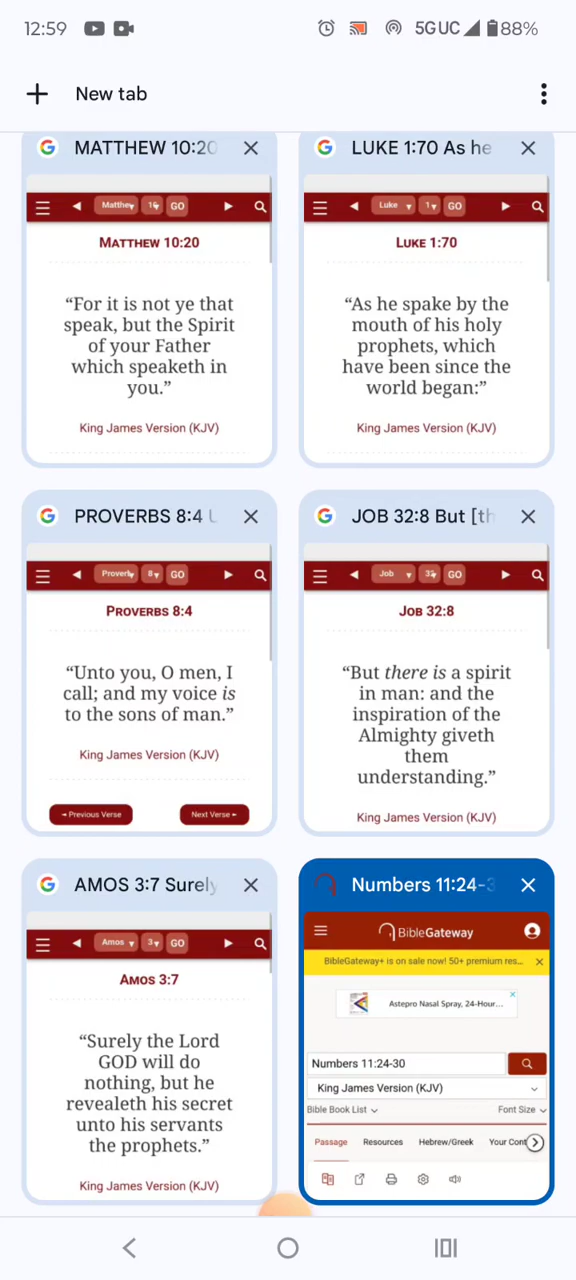 12:59 5G UC 88%
New tab
MATTHEW 10:20
MATTHEW 10:20
“For it is not ye that
speak, but the Spirit
of your Father
which speaketh in
you.”
King James Version (KJV)
LUKE 1:70 As he
Luke 1 GO
LUKE 1:70
“As he spake by the
mouth of his holy
prophets, which
have been since the
world began:”
King James Version (KJV)
PROVERBS 8:4
8 GO
PROVERBS 8:4
“Unto you, O men, I
call; and my voice is
to the sons of man.”
King James Version (KJV)
Previous Verse Next Verse
JOB 32:8 But [th
Job GO
JOB 32:8
“But there is a spirit
in man: and the
inspiration of the
Almighty giveth
them
understanding.”
King James Version (KJV)
AMOS 3:7 Surely
Amos 3 GO
AMOS 3:7
“Surely the Lord
GOD will do
nothing, but he
revealeth his secret
unto his servants
the prophets.”
King James Version (KJV)
Numbers 11:24-3
BibleGateway
BibleGateway+ is on sale now! 50+ premium res...
Astepro Nasal Spray, 24-Hour...
Numbers 11:24-30
King James Version (KJV)
Bible Book List Font Size
Passage Resources Hebrew/Greek Your Cont